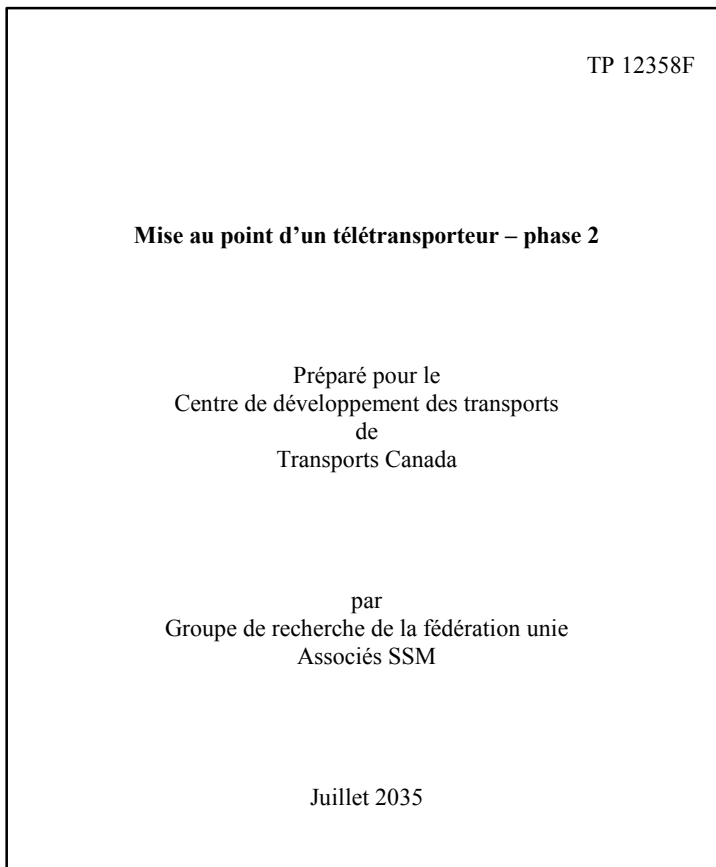 TP 12358F
Mise au point d’un télétransporteur – phase 2
Préparé pour le
Centre de développement des transports
de
Transports Canada
par
Groupe de recherche de la fédération unie
Associés SSM
Juillet 2035